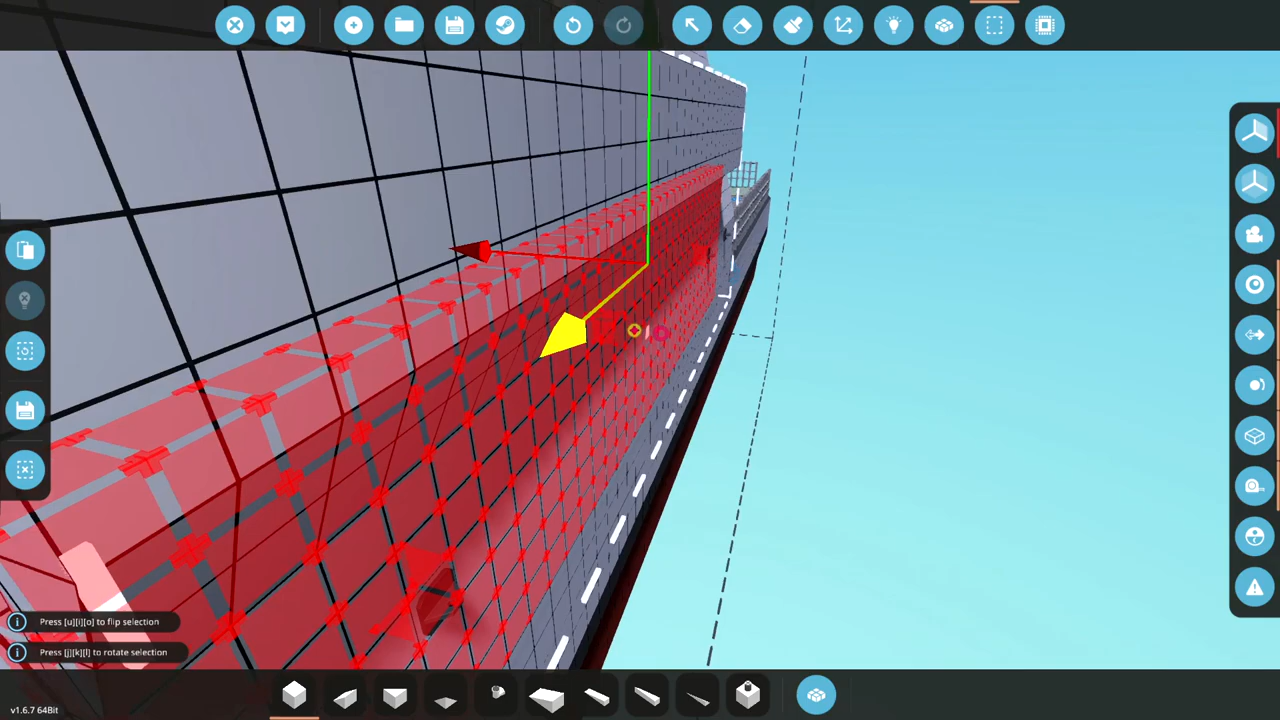 Press [u][i][o] to flip selection
Press [j][k][l] to rotate selection
v1.6.7 64Bit